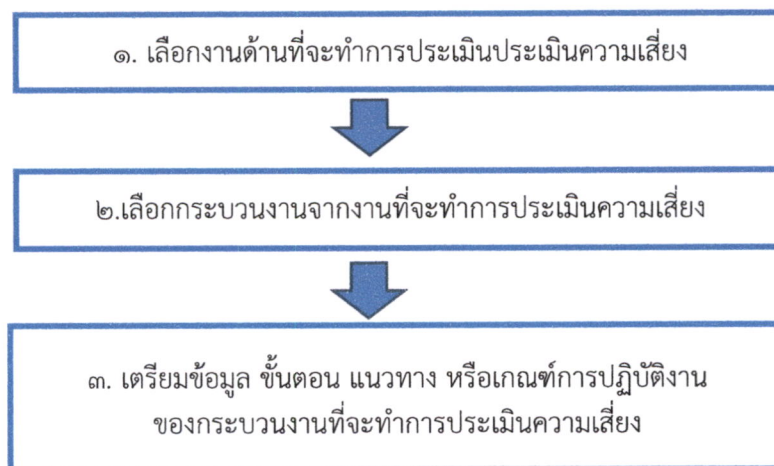 ๑. เลือกงานด้านที่จะทำการประเมินประเมินความเสี่ยง
๒.เลือกกระบวนงานจากงานที่จะทำการประเมินความเสี่ยง
๓. เตรียมข้อมูล ขั้นตอน แนวทาง หรือเกณฑ์การปฏิบัติงาน
ของกระบวนงานที่จะทำการประเมินความเสี่ยง